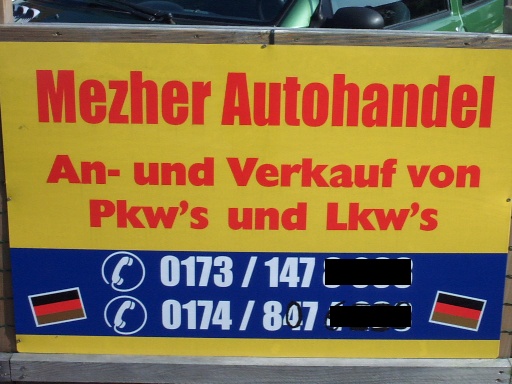 Mezher Autohandel
An- und Verkauf von
Pkw's und Lkw's
0173 / 147
0174 / 847